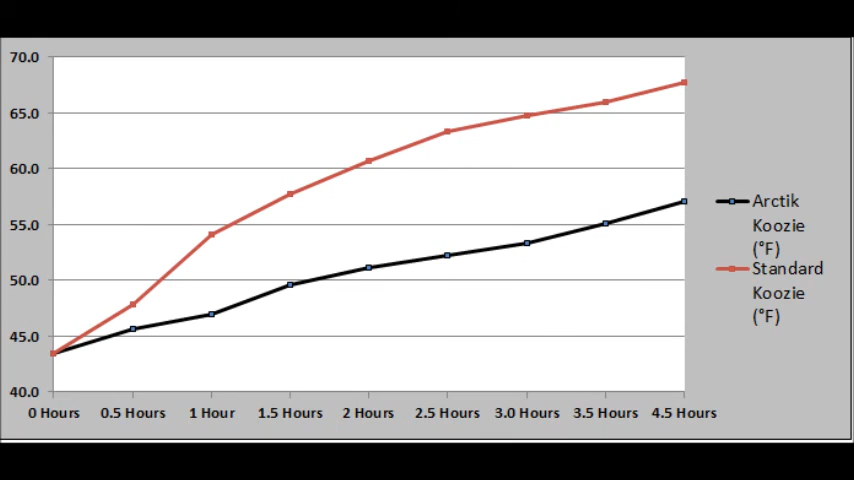 70.0
65.0
60.0
55.0
50.0
45.0
40.0
0 Hours 0.5 Hours 1 Hour 1.5 Hours 2 Hours 2.5 Hours 3.0 Hours 3.5 Hours 4.5 Hours
Arctik
Koozie
(°F)
Standard
Koozie
(°F)